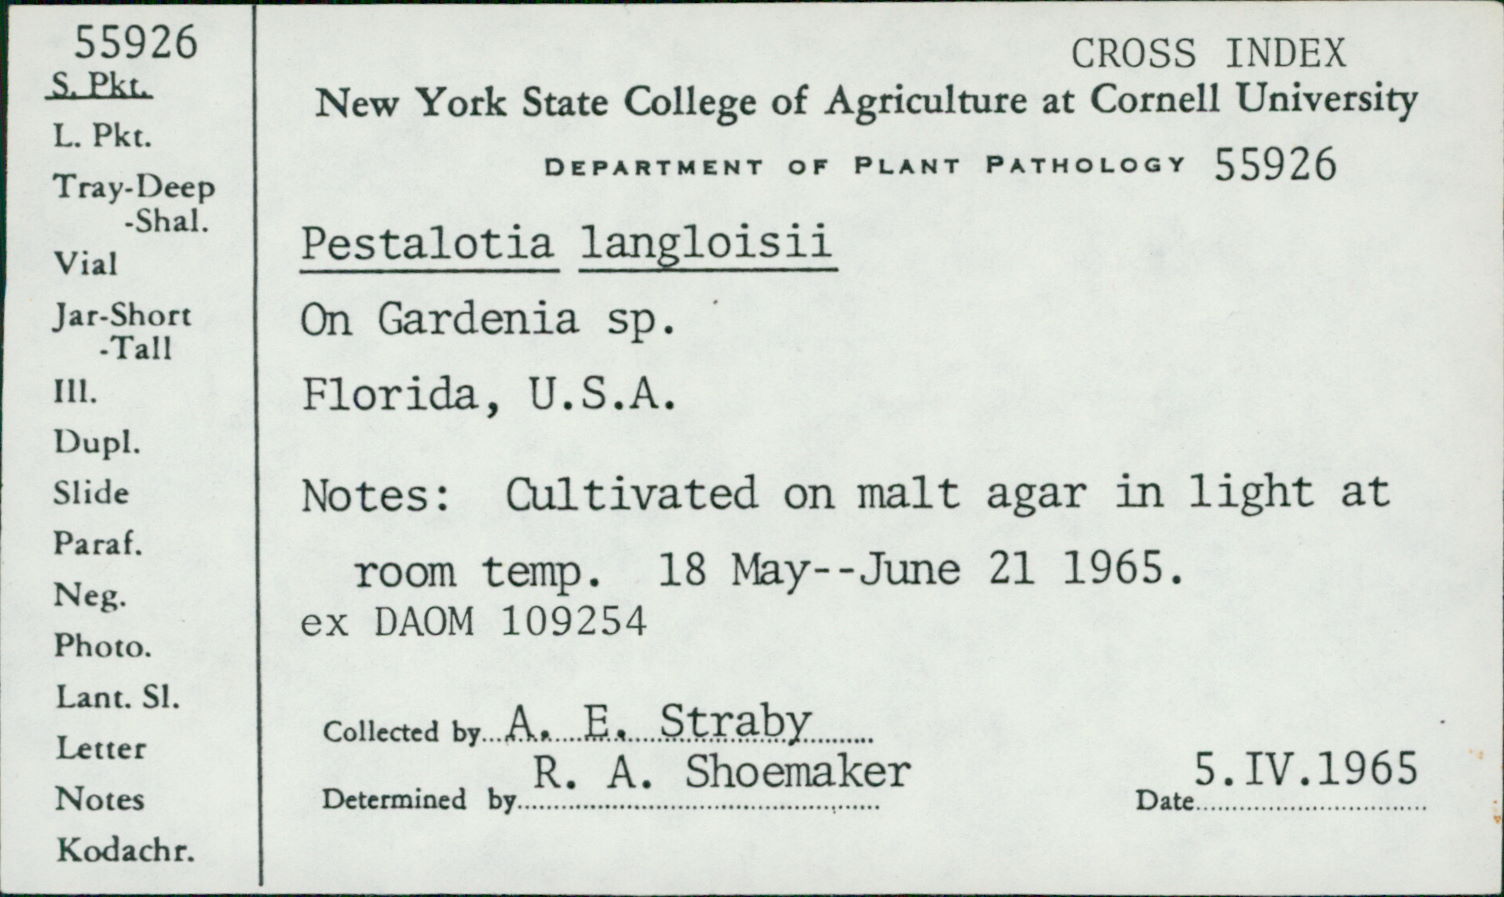 55926
S. Pkt.
L. Pkt.
Tray-Deep
-Shal.
Vial
Jar-Short
-Tall
Ill.
Dupl.
Slide
Paraf.
Neg.
Photo.
Lant. Sl.
Letter
Notes
Kodachr.
CROSS INDEX
New York State College of Agriculture at Cornell University
DEPARTMENT OF PLANT PATHOLOGY 55926
Pestalotia langloisii
On Gardenia sp.
Florida, U.S.A.
Notes: Cultivated on malt agar in light at
room temp. 18 May--June 21 1965.
ex DAOM 109254
Collected by A. E. Straby
Determined by R. A. Shoemaker
Date 5.IV.1965